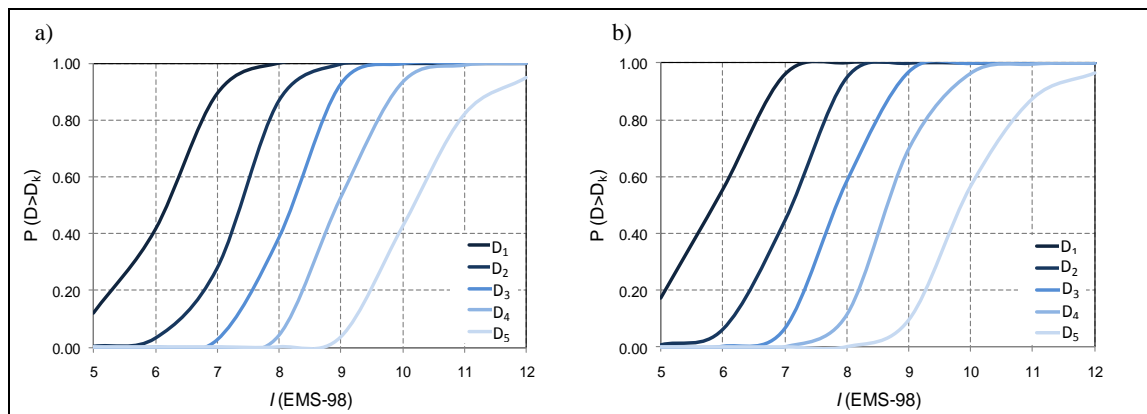 a)
P (D>Dk)
1.00
0.80
0.60
0.40
0.20
0.00
D1
D2
D3
D4
D5
5 6 7 8 9 10 11 12
I (EMS-98)
b)
P (D>Dk)
1.00
0.80
0.60
0.40
0.20
0.00
D1
D2
D3
D4
D5
5 6 7 8 9 10 11 12
I (EMS-98)